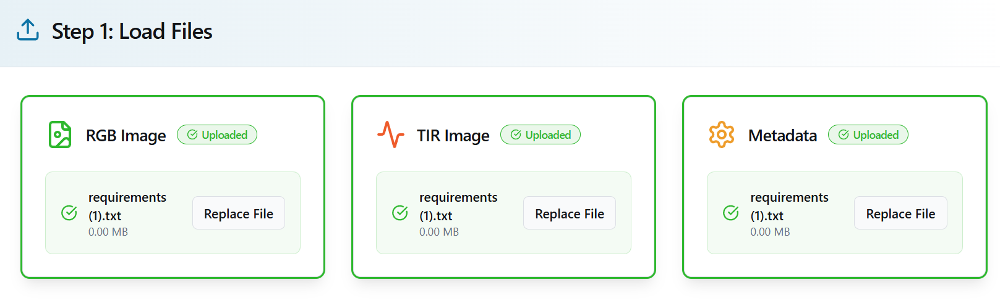 Step 1: Load Files
RGB Image
Uploaded
requirements
(1).txt
0.00 MB
Replace File
TIR Image
Uploaded
requirements
(1).txt
0.00 MB
Replace File
Metadata
Uploaded
requirements
(1).txt
0.00 MB
Replace File